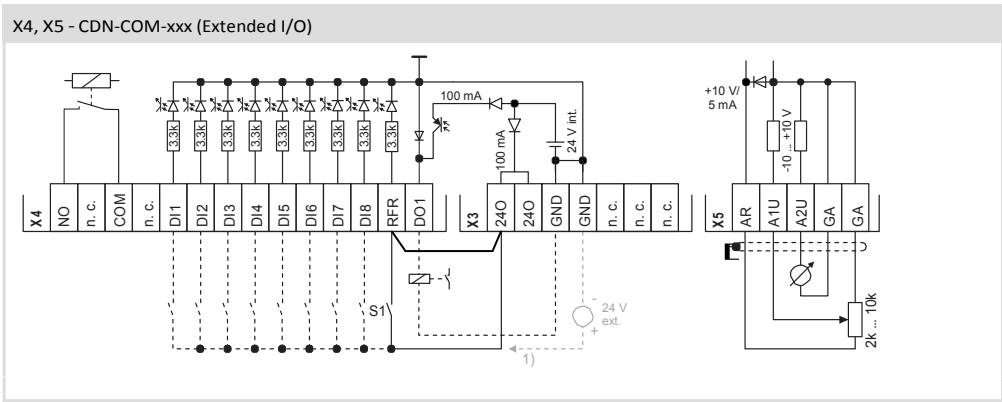 X4, X5 - CDN-COM-xxx (Extended I/O)
100 mA
24 V int.
100 mA
+10 V/
5 mA
-10 ... +10 V
3.3k
3.3k
3.3k
3.3k
3.3k
3.3k
3.3k
3.3k
3.3k
X4
NO
n. c.
COM
n. c.
DI1
DI2
DI3
DI4
DI5
DI6
DI7
DI8
RFR
DO1
X3
24O
24O
GND
GND
n. c.
n. c.
n. c.
X5
AR
A1U
A2U
GA
GA
S1
-
24 V
ext.
+
1)
2k ... 10k